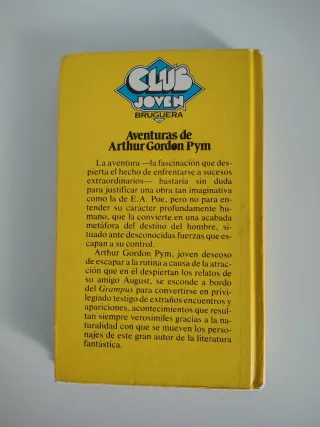 CLUB
JOVEN
BRUGUERA
Aventuras de
Arthur Gordon Pym
La aventura —la fascinación que des-
pierta el hecho de enfrentarse a sucesos
extraordinarios— bastaría sin duda
para justificar una obra tan imaginativa
como la de E.A. Poe, pero no para en-
tender su carácter profundamente hu-
mano, que la convierte en una acabada
metáfora del destino del hombre, si-
tuado ante desconocidas fuerzas que es-
capan a su control.
Arthur Gordon Pym, joven deseoso
de escapar a la rutina a causa de la atrac-
ción que en él despiertan los relatos de
su amigo August, se esconde a bordo
del Grampus para convertirse en privi-
legiado testigo de extraños encuentros y
apariciones, acontecimientos que resul-
tan siempre verosímiles gracias a la na-
turalidad con que se mueven los perso-
najes de este gran autor de la literatura
fantástica.